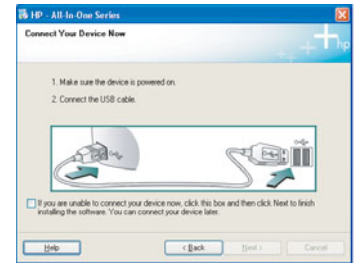 HP - All-In-One Series
Connect Your Device Now
hp
1. Make sure the device is powered on.
2. Connect the USB cable.
If you are unable to connect your device now, click this box and then click Next to finish
installing the software. You can connect your device later.
Help
< Back
Next >
Cancel